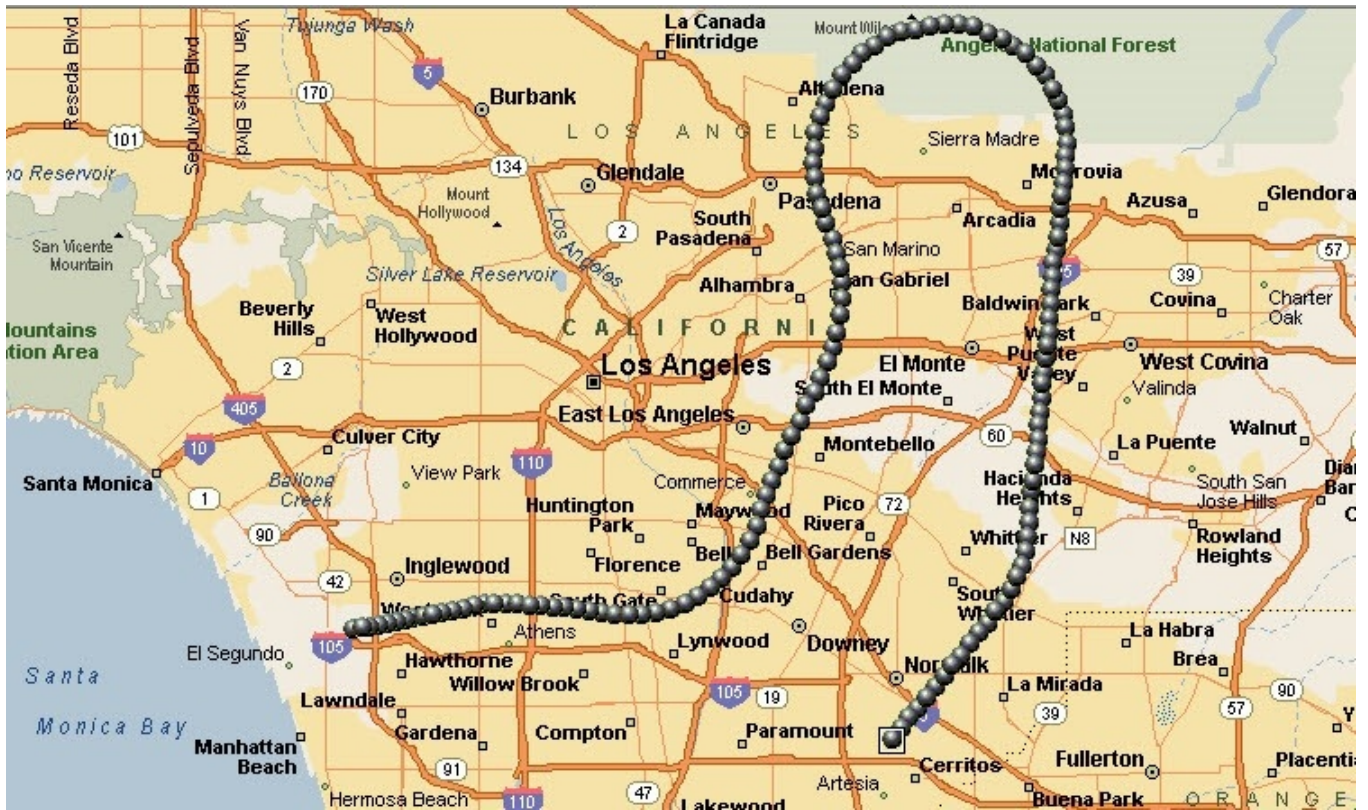 Reseda Blvd
Sepulveda Blvd
Van Nuys Blvd
Tujunga Wash
La Canada
Flintridge
Mount
Angeles National Forest
5
170
Burbank
Altadena
101
LOS ANGELES
Sierra Madre
134
Reservoir
Glendale
Pasadena
Monrovia
Azusa
Glendora
Mount
Hollywood
Arcadia
San Vicente
Mountain
Los Angeles
2
South
Pasadena
San Marino
57
Silver Lake Reservoir
39
Alhambra
San Gabriel
Beverly
Hills
West
Hollywood
Baldwin Park
Covina
Charter
Oak
CALIFORNI
Mountains
ation Area
2
Los Angeles
El Monte
West
Puente
Valley
West Covina
South El Monte
Valinda
405
East Los Angeles
10
Culver City
Montebello
60
La Puente
Walnut
Santa Monica
View Park
110
Ballona
Creek
Commerce
Hacienda
Heights
South San
Jose Hills
1
Huntington
Park
Maywood
Pico
Rivera
72
90
Bell
Bell Gardens
Whittier
N8
Rowland
Heights
42
Inglewood
Florence
South Gate
Cudahy
South
Whittier
105
Athens
Lynwood
Downey
La Habra
El Segundo
Hawthorne
Willow Brook
Norwalk
Brea
Santa
Monica Bay
Lawndale
105
19
La Mirada
90
39
57
Gardena
Compton
Paramount
Manhattan
Beach
91
Artesia
Cerritos
Fullerton
Placentia
Hermosa Beach
110
47
Lakewood
Buena Park
ORANGE